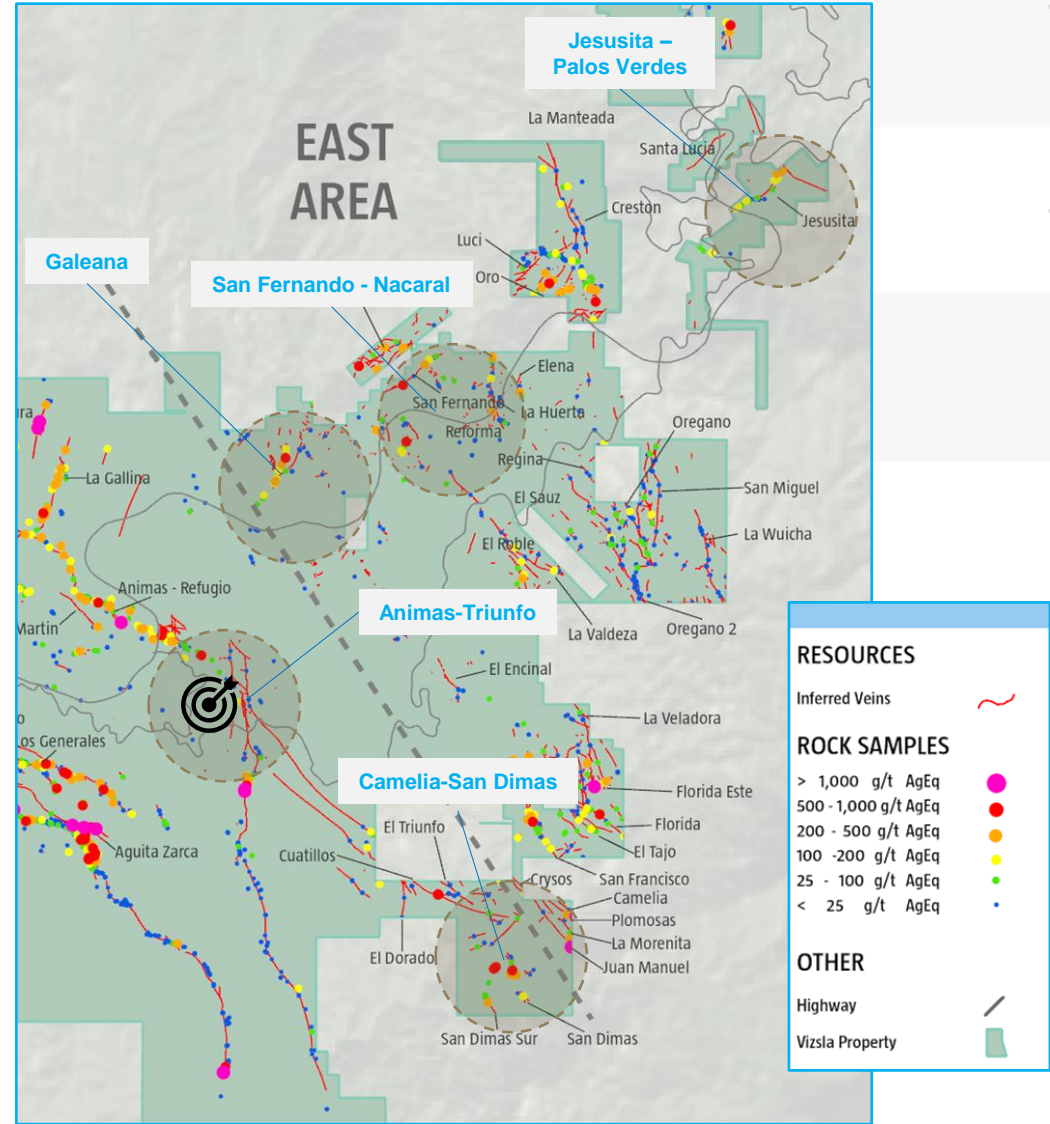 Jesusita –
Palos Verdes
La Manteada
EAST
AREA
Santa Lucia
Creston
Jesusita
Luci
Galeana
San Fernando - Nacaral
Oro
Elena
San Fernando
La Huerta
Reforma
Oregano
Regina
La Gallina
San Miguel
El Sauz
La Wuicha
El Roble
Animas - Refugio
Animas-Triunfo
Martin
La Valdeza
Oregano 2
El Encinal
La Veladora
os Generales
Camelia-San Dimas
Florida Este
El Triunfo
Florida
Aguita Zarca
Cuatillos
El Tajo
Crysos
San Francisco
Camelia
Plomosas
La Morenita
El Dorado
Juan Manuel
San Dimas Sur
San Dimas
RESOURCES
Inferred Veins
ROCK SAMPLES
> 1,000 g/t AgEq
500 - 1,000 g/t AgEq
200 - 500 g/t AgEq
100 -200 g/t AgEq
25 - 100 g/t AgEq
< 25 g/t AgEq
OTHER
Highway
Vizsla Property